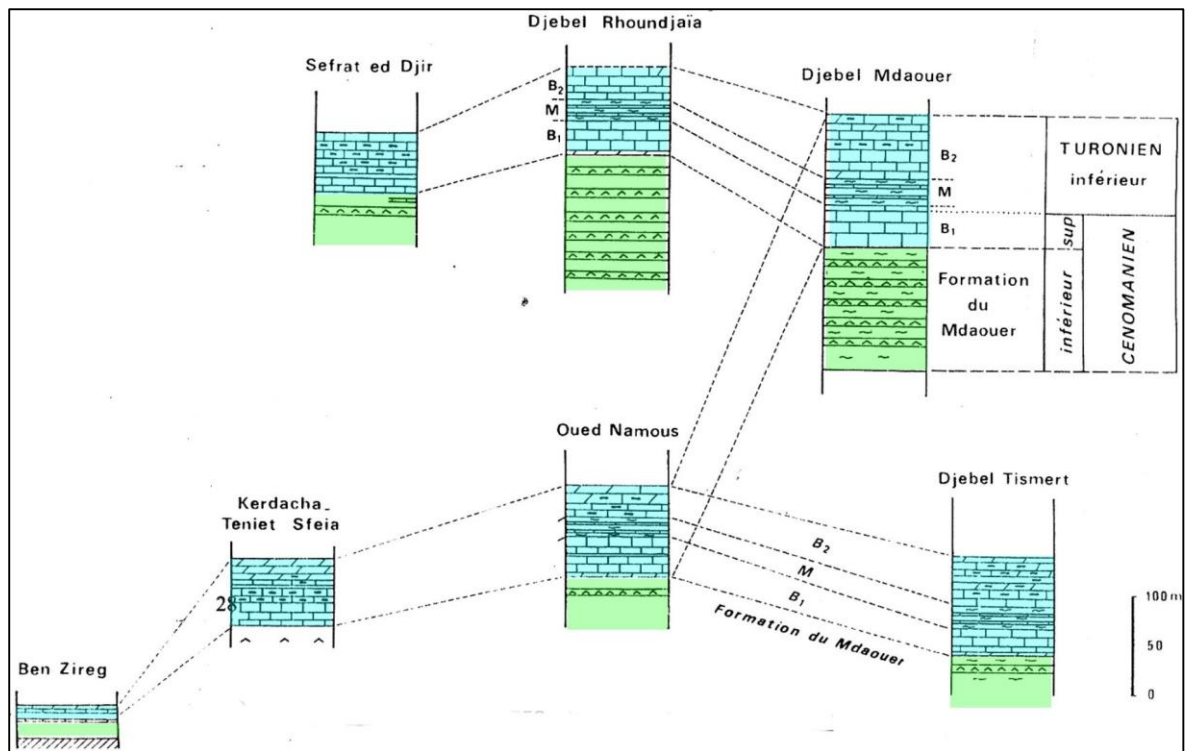 Djebel Rhoundjaïa
Sefrat ed Djir
Djebel Mdaouer
B₂
M
B₁
B₂
M
B₁
TURONIEN
inférieur
sup
inférieur
CENOMANIEN
Formation
du
Mdaouer
Oued Namous
Djebel Tismert
Kerdacha_
Teniet Sfeia
28
B₂
M
B₁
Formation du Mdaouer
100 m
50
0
Ben Zireg